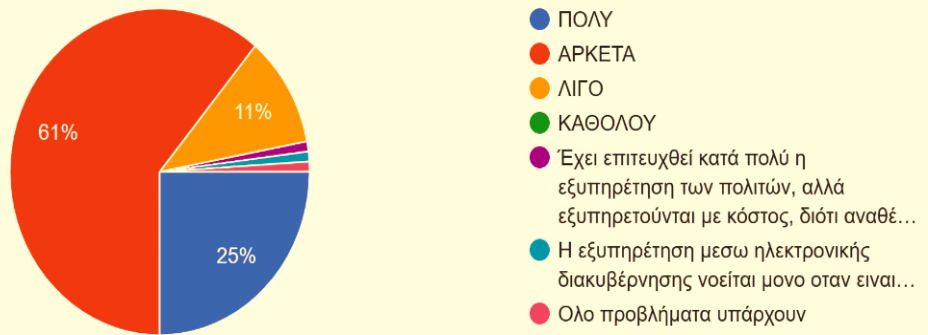 61%
11%
25%
ΠΟΛΥ
ΑΡΚΕΤΑ
ΛΙΓΟ
ΚΑΘΟΛΟΥ
Έχει επιτευχθεί κατά πολύ η
εξυπηρέτηση των πολιτών, αλλά
εξυπηρετούνται με κόστος, διότι αναθέ…
Η εξυπηρέτηση μεσω ηλεκτρονικής
διακυβέρνησης νοείται μονο οταν ειναι…
Ολο προβλήματα υπάρχουν